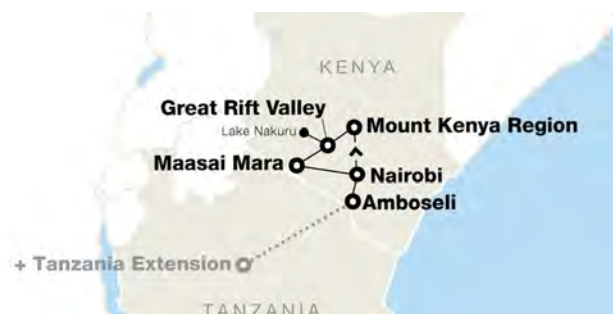 KENYA
Great Rift Valley
Lake Nakuru
Mount Kenya Region
Maasai Mara
Nairobi
Amboseli
+ Tanzania Extension
TANZANIA